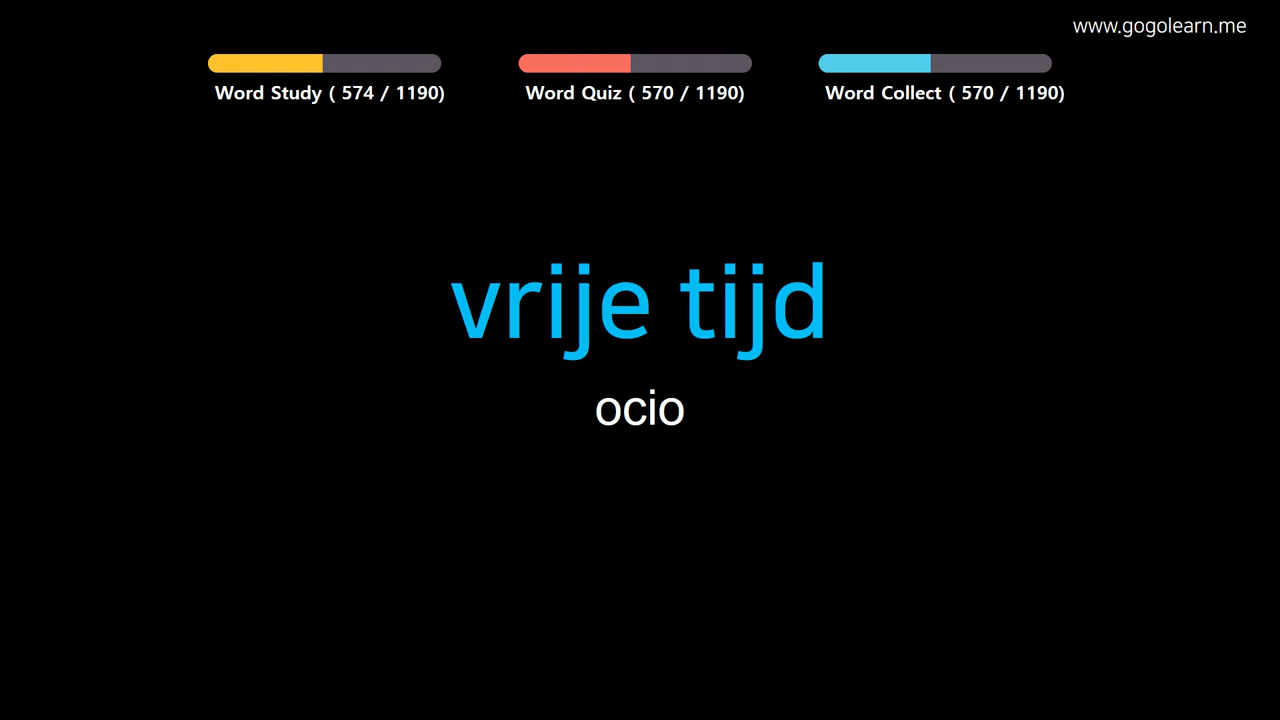 www.gogolearn.me
Word Study ( 574 / 1190)
Word Quiz ( 570 / 1190)
Word Collect ( 570 / 1190)
vrije tijd
ocio